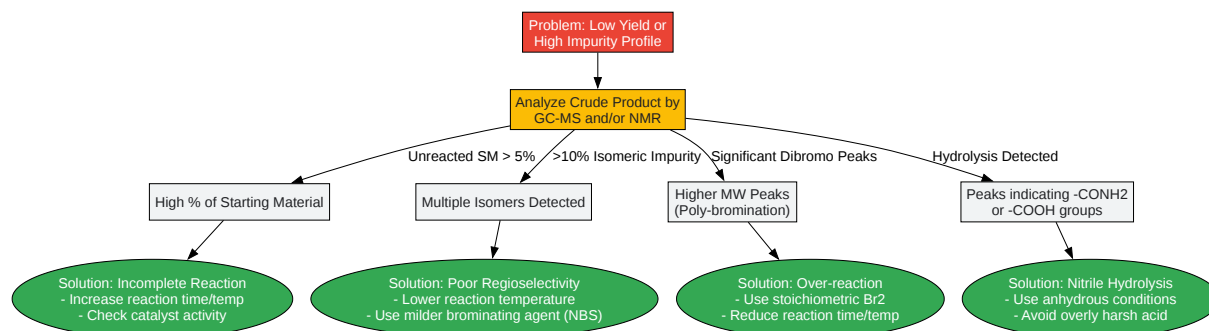 Problem: Low Yield or
High Impurity Profile
Analyze Crude Product by
GC-MS and/or NMR
Unreacted SM > 5%
>10% Isomeric Impurity
Significant Dibromo Peaks
Hydrolysis Detected
High % of Starting Material
Multiple Isomers Detected
Higher MW Peaks
(Poly-bromination)
Peaks indicating -CONH2
or -COOH groups
Solution: Incomplete Reaction
- Increase reaction time/temp
- Check catalyst activity
Solution: Poor Regioselectivity
- Lower reaction temperature
- Use milder brominating agent (NBS)
Solution: Over-reaction
- Use stoichiometric Br2
- Reduce reaction time/temp
Solution: Nitrile Hydrolysis
- Use anhydrous conditions
- Avoid overly harsh acid